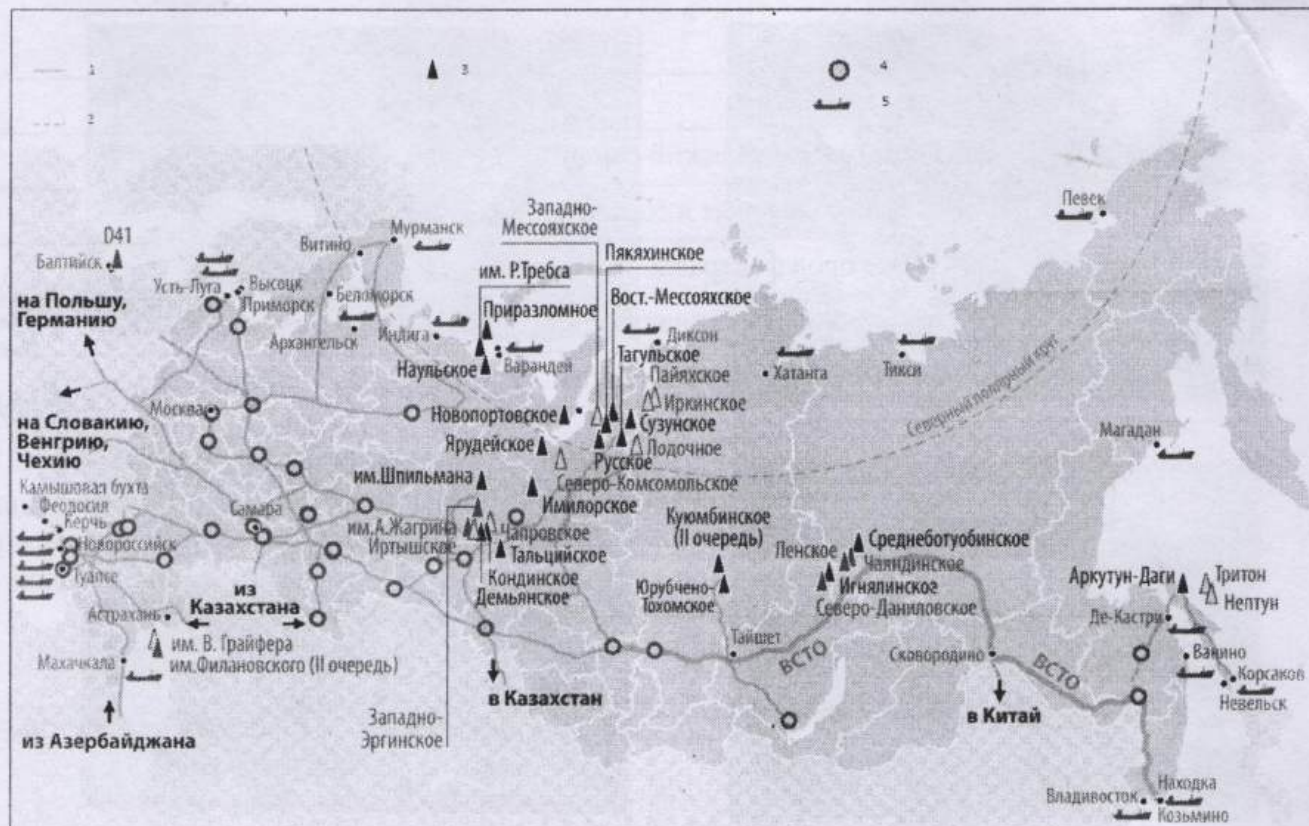 1
3
4
5
2
Певек
Западно-
Мессояхское
Мурманск
Пякяхинское
D41
Витино
Балтийск
им. Р.Требса
Усть-Луга
Высоцк
Вост.-Мессояхское
на Польшу,
Германию
Приморск
Беломорск
Приразломное
Диксон
Индига
Архангельск
Тагульское
Варандей
Тикси
Наульское
Пайяхское
Хатанга
Северный полярный круг
Иркинское
Москва
Новопортовское
Сузунское
на Словакию,
Венгрию,
Чехию
Магадан
Ярудейское
Лодочное
Русское
им.Шпильмана
Северо-Комсомольское
Камышовая бухта
Феодосия
Самара
Имилорское
Керчь
Куюмбинское
(II очередь)
им.А.Жагрина
Чапровское
Новороссийск
Иртышское
Ленское
Среднеботуобинское
Тальцийское
Чаяндинское
Туапсе
из
Казахстана
Кондинское
Аркутун-Даги
Тритон
Юрубчено-
Тохомское
Игнялинское
Демьянское
Нептун
Северо-Даниловское
Астрахань
Де-Кастри
им. В. Грайфера
Тайшет
Махачкала
им.Филановского (II очередь)
ВСТО
Сковородино
Ванино
ВСТО
Корсаков
в Казахстан
Невельск
Западно-
Эргинское
в Китай
из Азербайджана
Находка
Владивосток
Козьмино